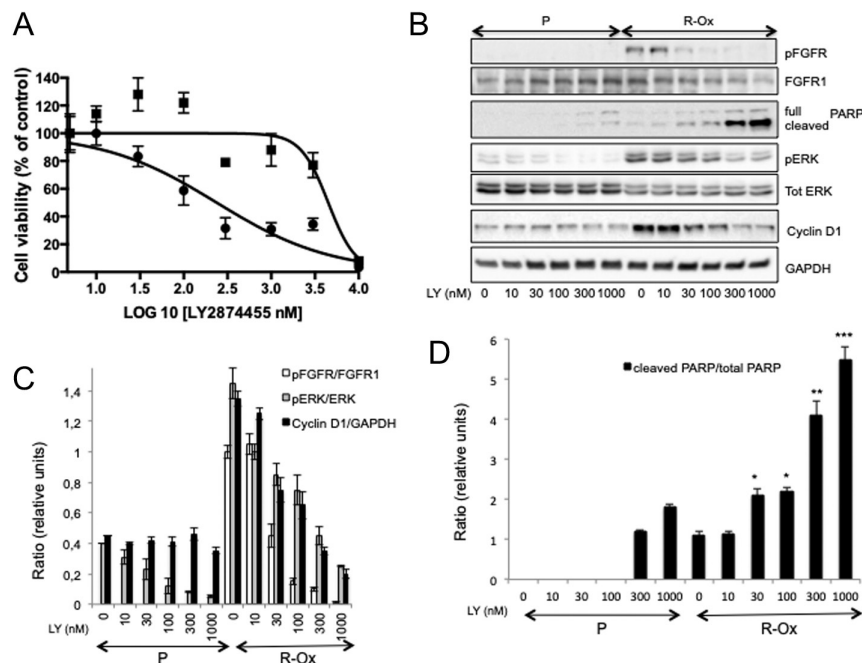 A
140
120
100
80
60
40
20
0
Cell viability (% of control)
1.0 1.5 2.0 2.5 3.0 3.5 4.0
LOG 10 [LY2874455 nM]
B
P R-Ox
pFGFR
FGFR1
full PARP
cleaved
pERK
Tot ERK
Cyclin D1
GAPDH
LY (nM) 0 10 30 100 300 1000 0 10 30 100 300 1000
C
pFGFR/FGFR1
pERK/ERK
Cyclin D1/GAPDH
1,4
1,2
1
0,8
0,6
0,4
0,2
0
Ratio (relative units)
LY (nM) 0 10 30 100 300 1000 0 10 30 100 300 1000
P R-Ox
D
cleaved PARP/total PARP
6
5
4
3
2
1
0
Ratio (relative units)
* * ** ***
LY (nM) 0 10 30 100 300 1000 0 10 30 100 300 1000
P R-Ox